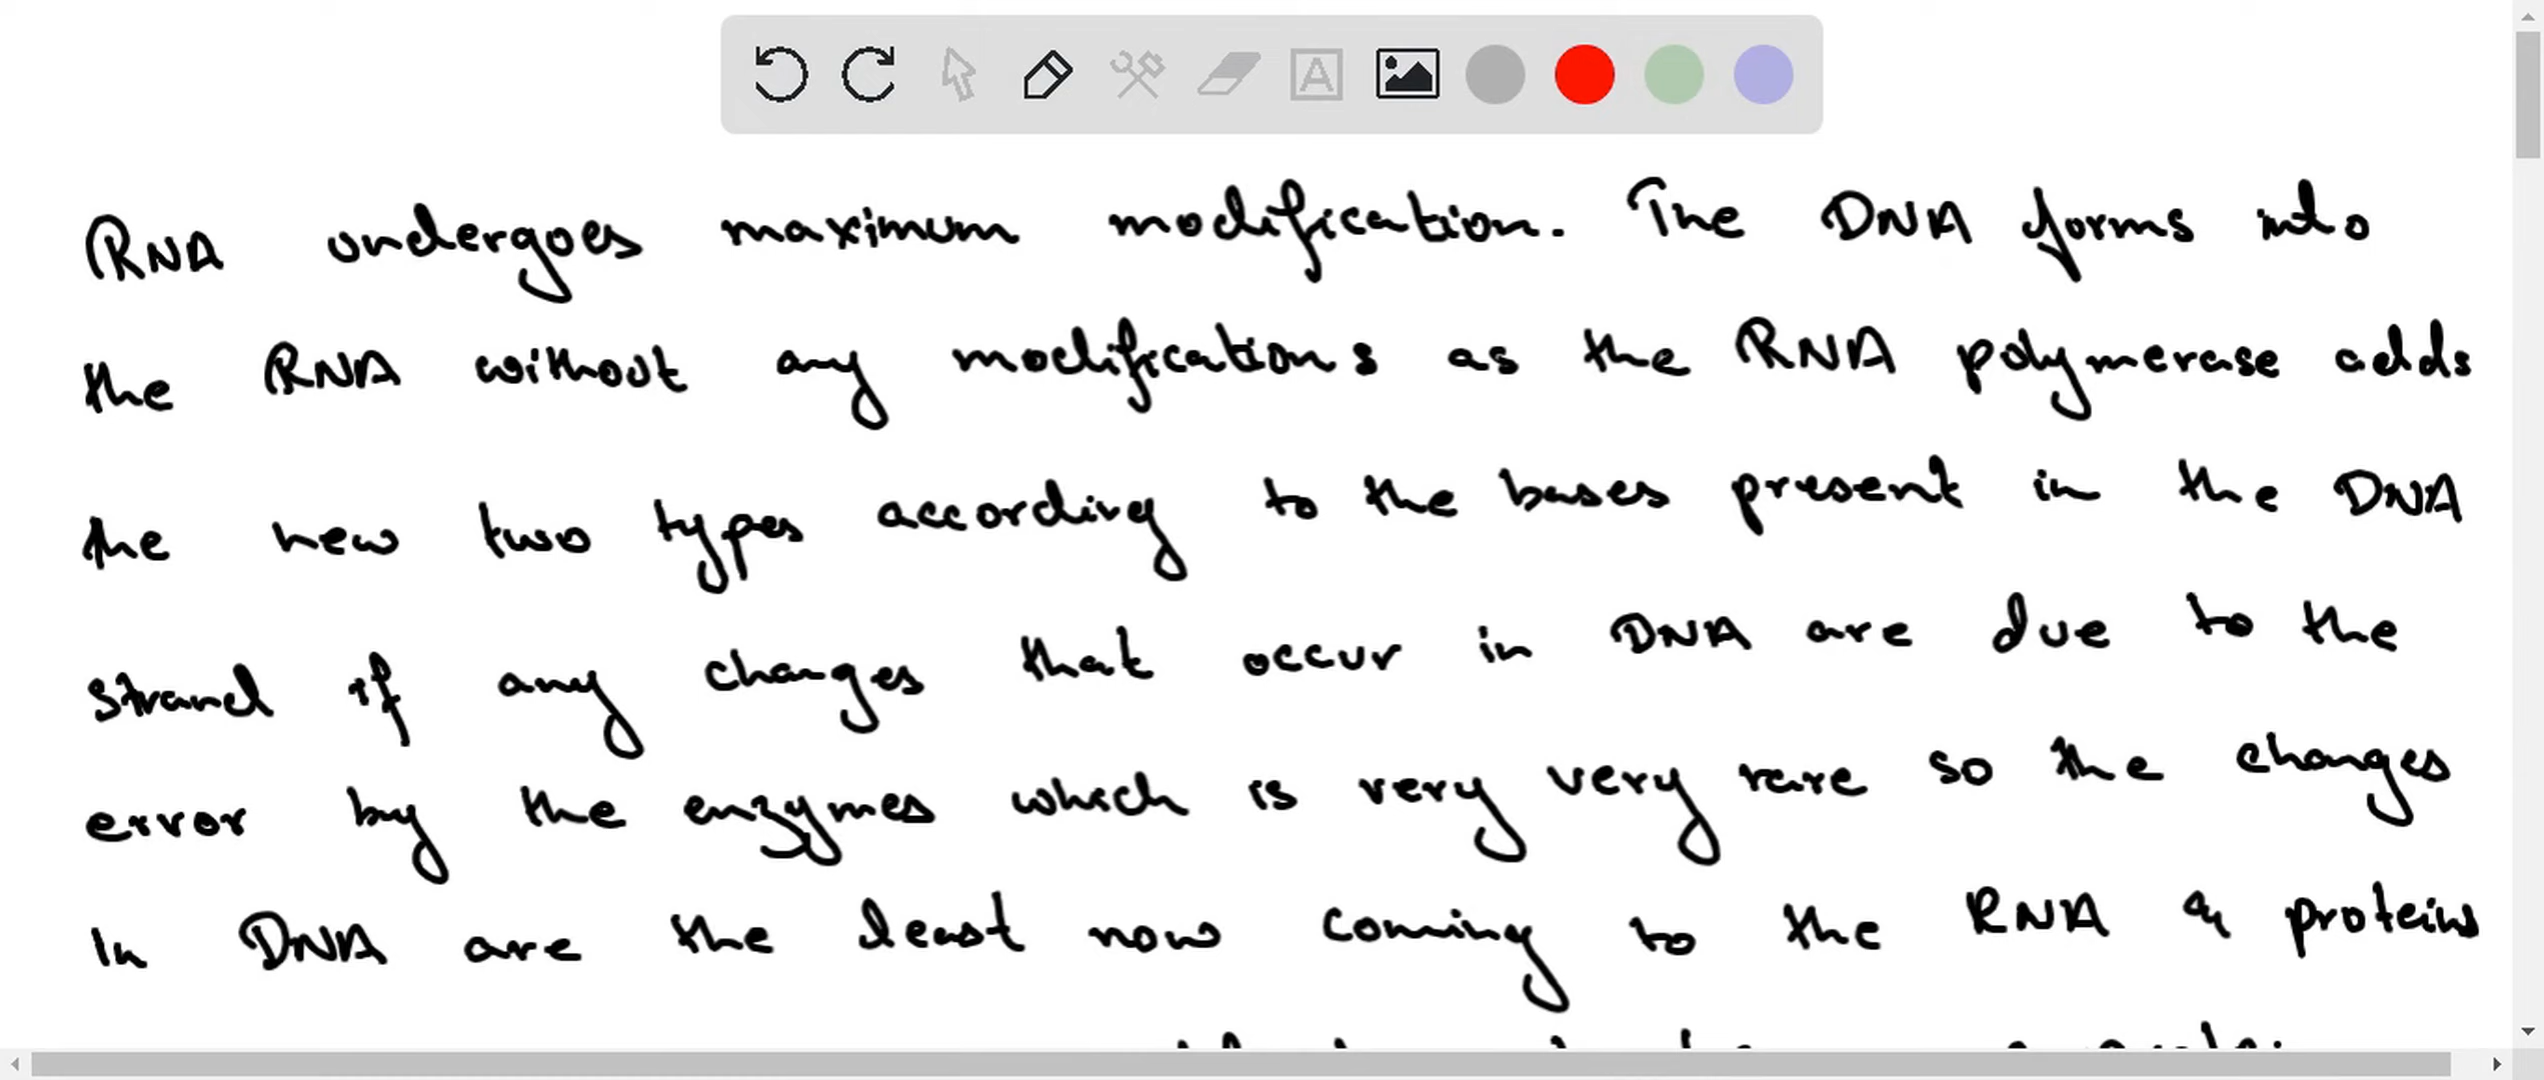 RNA undergoes maximum modification. The DNA forms into
the RNA without any modifications as the RNA polymerase adds
the new two types according to the bases present in the DNA
strand if any changes that occur in DNA are due to the
error by the enzymes which is very very rare so the changes
In DNA are the least now coming to the RNA & proteins